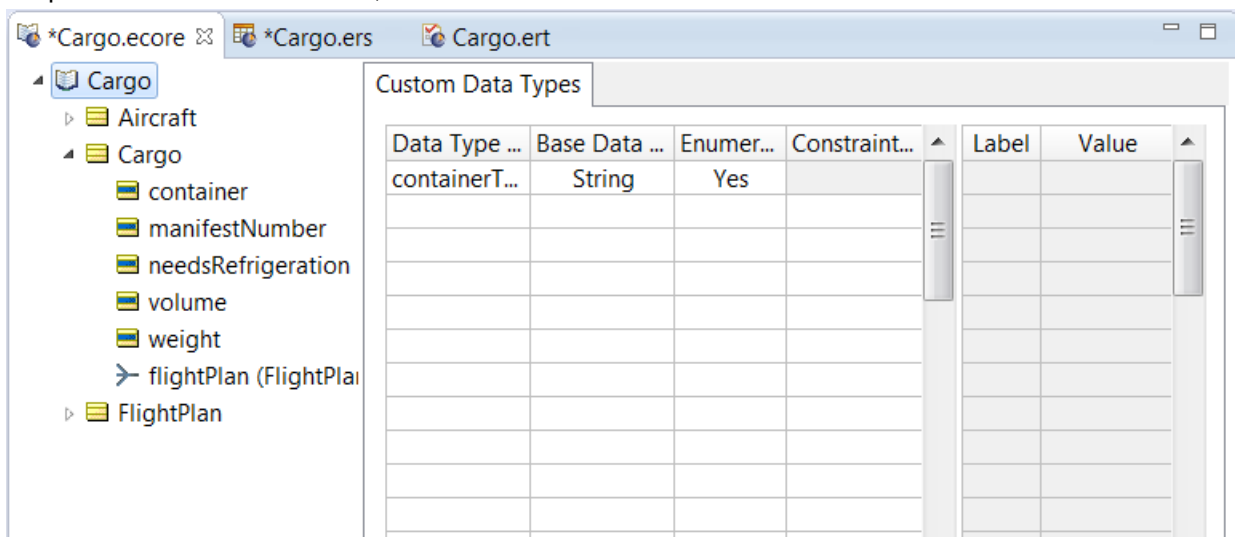 *Cargo.ecore *Cargo.ers Cargo.ert
Cargo
Aircraft
Cargo
container
manifestNumber
needsRefrigeration
volume
weight
flightPlan (FlightPla
FlightPlan
Custom Data Types
Data Type ... Base Data ... Enumer... Constraint... Label Value
containerT... String Yes